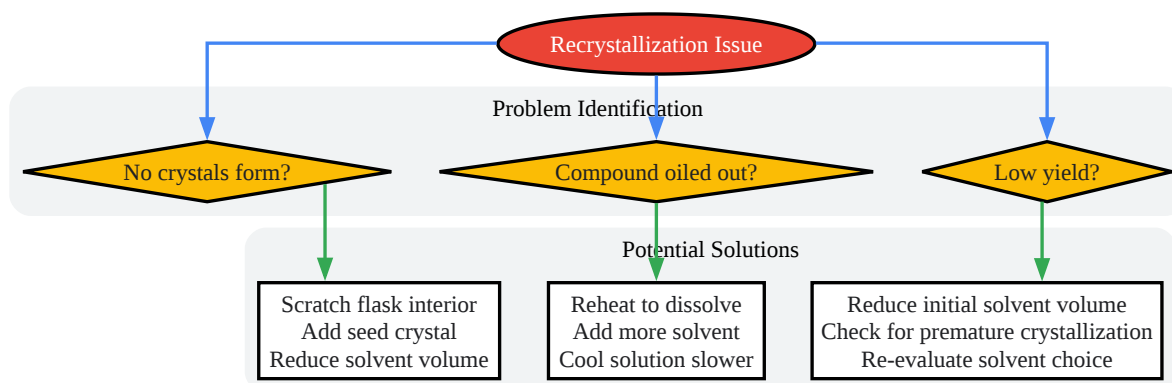 Recrystallization Issue
Problem Identification
No crystals form?
Compound oiled out?
Low yield?
Potential Solutions
Scratch flask interior
Add seed crystal
Reduce solvent volume
Reheat to dissolve
Add more solvent
Cool solution slower
Reduce initial solvent volume
Check for premature crystallization
Re-evaluate solvent choice